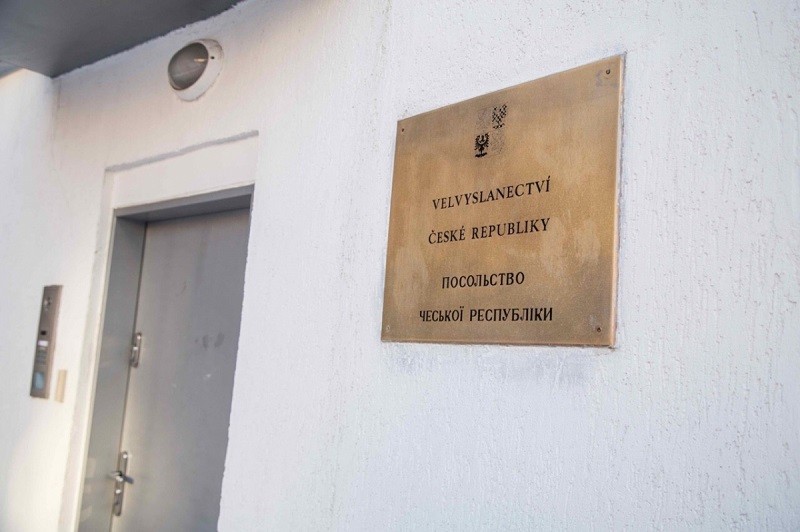 VELVYSLANECTVÍ
ČESKÉ REPUBLIKY
ПОСОЛЬСТВО
ЧЕСЬКОЇ РЕСПУБЛІКИ